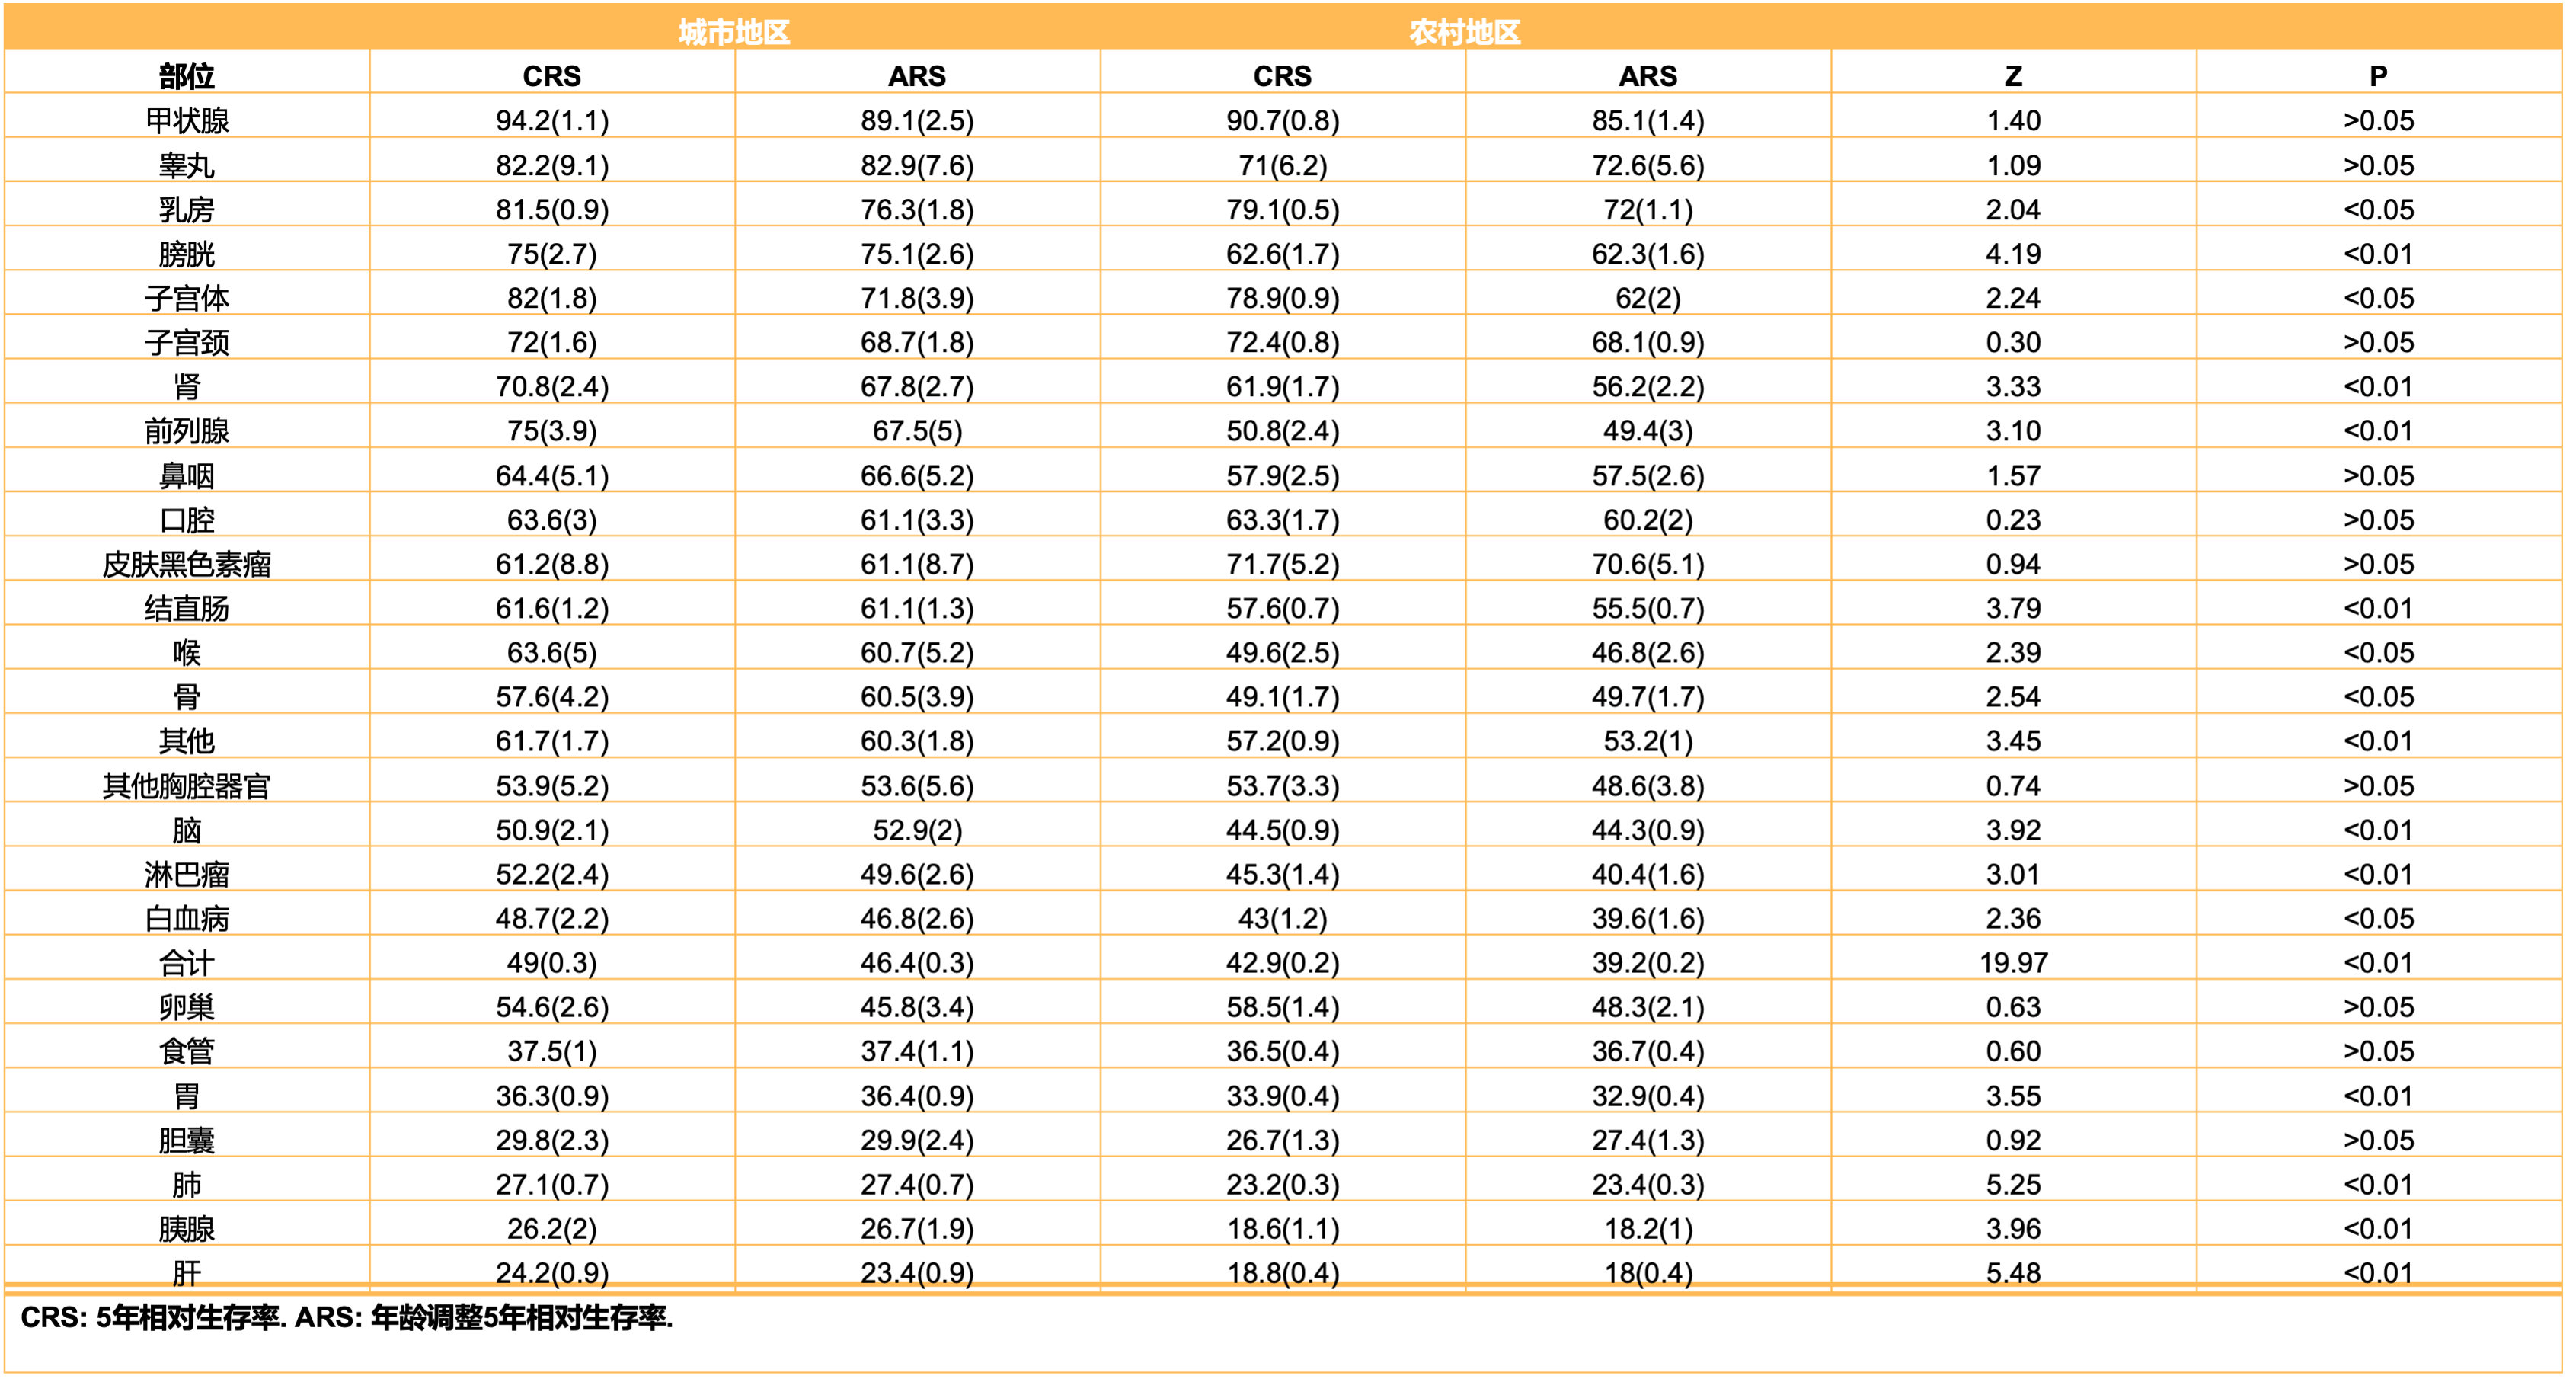 城市地区 农村地区
部位 CRS ARS CRS ARS Z P
甲状腺 94.2(1.1) 89.1(2.5) 90.7(0.8) 85.1(1.4) 1.40 >0.05
睾丸 82.2(9.1) 82.9(7.6) 71(6.2) 72.6(5.6) 1.09 >0.05
乳房 81.5(0.9) 76.3(1.8) 79.1(0.5) 72(1.1) 2.04 <0.05
膀胱 75(2.7) 75.1(2.6) 62.6(1.7) 62.3(1.6) 4.19 <0.01
子宫体 82(1.8) 71.8(3.9) 78.9(0.9) 62(2) 2.24 <0.05
子宫颈 72(1.6) 68.7(1.8) 72.4(0.8) 68.1(0.9) 0.30 >0.05
肾 70.8(2.4) 67.8(2.7) 61.9(1.7) 56.2(2.2) 3.33 <0.01
前列腺 75(3.9) 67.5(5) 50.8(2.4) 49.4(3) 3.10 <0.01
鼻咽 64.4(5.1) 66.6(5.2) 57.9(2.5) 57.5(2.6) 1.57 >0.05
口腔 63.6(3) 61.1(3.3) 63.3(1.7) 60.2(2) 0.23 >0.05
皮肤黑色素瘤 61.2(8.8) 61.1(8.7) 71.7(5.2) 70.6(5.1) 0.94 >0.05
结直肠 61.6(1.2) 61.1(1.3) 57.6(0.7) 55.5(0.7) 3.79 <0.01
喉 63.6(5) 60.7(5.2) 49.6(2.5) 46.8(2.6) 2.39 <0.05
骨 57.6(4.2) 60.5(3.9) 49.1(1.7) 49.7(1.7) 2.54 <0.05
其他 61.7(1.7) 60.3(1.8) 57.2(0.9) 53.2(1) 3.45 <0.01
其他胸腔器官 53.9(5.2) 53.6(5.6) 53.7(3.3) 48.6(3.8) 0.74 >0.05
脑 50.9(2.1) 52.9(2) 44.5(0.9) 44.3(0.9) 3.92 <0.01
淋巴瘤 52.2(2.4) 49.6(2.6) 45.3(1.4) 40.4(1.6) 3.01 <0.01
白血病 48.7(2.2) 46.8(2.6) 43(1.2) 39.6(1.6) 2.36 <0.05
合计 49(0.3) 46.4(0.3) 42.9(0.2) 39.2(0.2) 19.97 <0.01
卵巢 54.6(2.6) 45.8(3.4) 58.5(1.4) 48.3(2.1) 0.63 >0.05
食管 37.5(1) 37.4(1.1) 36.5(0.4) 36.7(0.4) 0.60 >0.05
胃 36.3(0.9) 36.4(0.9) 33.9(0.4) 32.9(0.4) 3.55 <0.01
胆囊 29.8(2.3) 29.9(2.4) 26.7(1.3) 27.4(1.3) 0.92 >0.05
肺 27.1(0.7) 27.4(0.7) 23.2(0.3) 23.4(0.3) 5.25 <0.01
胰腺 26.2(2) 26.7(1.9) 18.6(1.1) 18.2(1) 3.96 <0.01
肝 24.2(0.9) 23.4(0.9) 18.8(0.4) 18(0.4) 5.48 <0.01
CRS: 5年相对生存率. ARS: 年龄调整5年相对生存率.